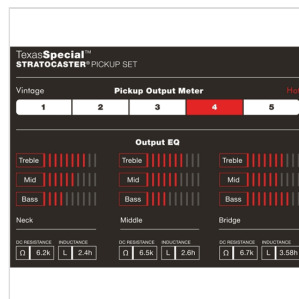 TexasSpecial™
STRATOCASTER® PICKUP SET
Vintage Pickup Output Meter Hot
1 2 3 4 5
Output EQ
Treble Treble Treble
Mid Mid Mid
Bass Bass Bass
Neck Middle Bridge
DC RESISTANCE INDUCTANCE DC RESISTANCE INDUCTANCE DC RESISTANCE INDUCTANCE
Ω 6.2k L 2.4h Ω 6.5k L 2.6h Ω 6.7k L 3.58h